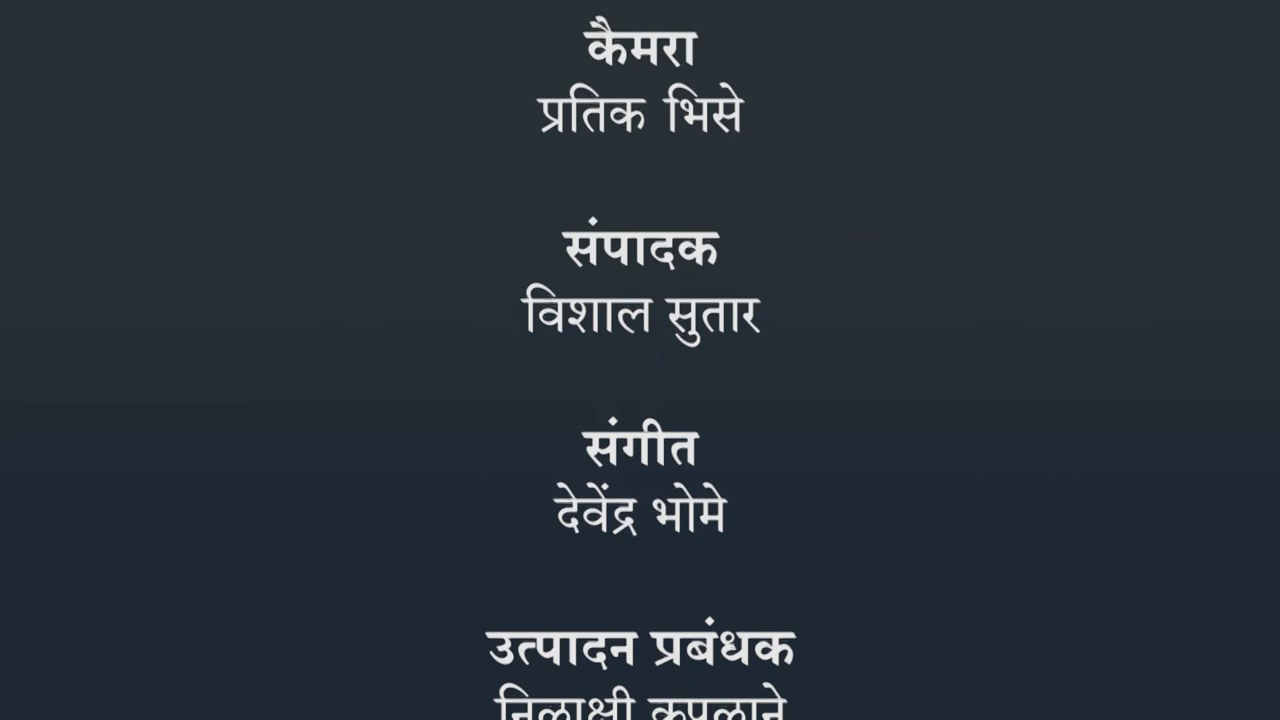 कैमरा
प्रतिक भिसे
संपादक
विशाल सुतार
संगीत
देवेंद्र भोमे
उत्पादन प्रबंधक